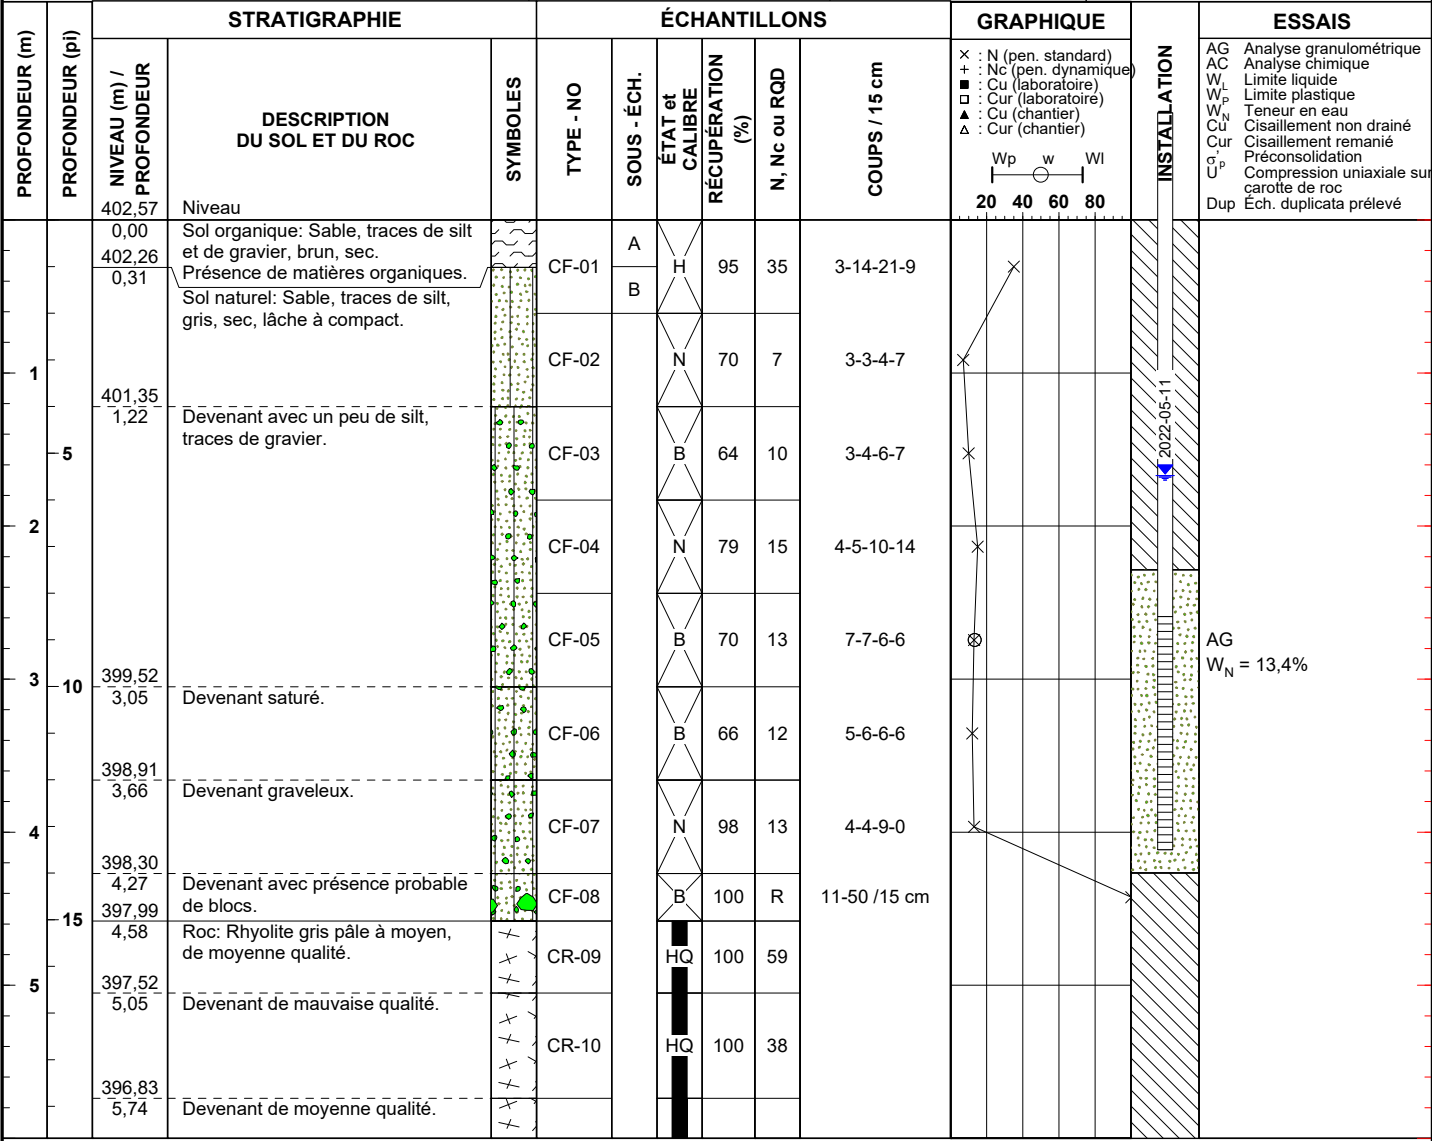 STRATIGRAPHIE
ÉCHANTILLONS
GRAPHIQUE
ESSAIS
PROFONDEUR (m)
PROFONDEUR (pi)
NIVEAU (m) /
PROFONDEUR
DESCRIPTION
DU SOL ET DU ROC
SYMBOLES
TYPE - NO
SOUS - ÉCH.
ÉTAT et
CALIBRE
RÉCUPÉRATION
(%)
N, Nc ou RQD
COUPS / 15 cm
× : N (pen. standard)
+ : Nc (pen. dynamique)
■ : Cu (laboratoire)
□ : Cur (laboratoire)
▲ : Cu (chantier)
△ : Cur (chantier)
Wp w Wl
20 40 60 80
INSTALLATION
AG Analyse granulométrique
AC Analyse chimique
WL Limite liquide
WP Limite plastique
WN Teneur en eau
Cu Cisaillement non drainé
Cur Cisaillement remanié
σ'p Préconsolidation
U Compression uniaxiale sur
carotte de roc
Dup Éch. duplicata prélevé
402,57 Niveau
0,00 Sol organique: Sable, traces de silt
et de gravier, brun, sec.
402,26
Présence de matières organiques.
0,31
Sol naturel: Sable, traces de silt,
gris, sec, lâche à compact.
CF-01 A B H 95 35 3-14-21-9
CF-02 N 70 7 3-3-4-7
1
401,35
1,22 Devenant avec un peu de silt,
traces de gravier.
2022-05-11
5 CF-03 B 64 10 3-4-6-7
2
CF-04 N 79 15 4-5-10-14
CF-05 B 70 13 7-7-6-6 AG
WN = 13,4%
399,52
3 10
3,05 Devenant saturé.
CF-06 B 66 12 5-6-6-6
398,91
3,66 Devenant graveleux.
4 CF-07 N 98 13 4-4-9-0
398,30
4,27 Devenant avec présence probable
de blocs.
CF-08 B 100 R 11-50 /15 cm
397,99
15
4,58 Roc: Rhyolite gris pâle à moyen,
de moyenne qualité.
CR-09 HQ 100 59
397,52
5
5,05 Devenant de mauvaise qualité.
CR-10 HQ 100 38
396,83
5,74 Devenant de moyenne qualité.